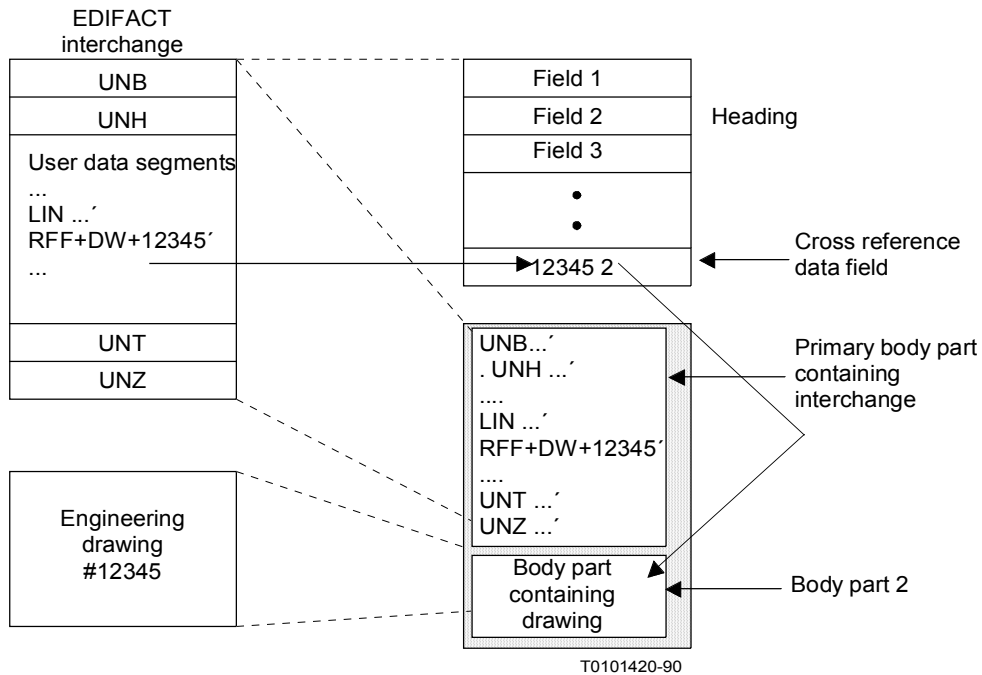 EDIFACT
interchange
UNB
UNH
User data segments
...
LIN ...´
RFF+DW+12345´
...
UNT
UNZ
Engineering
drawing
#12345
Field 1
Field 2
Field 3
•
•
12345 2
Heading
Cross reference
data field
UNB...´
. UNH ...´
....
LIN ...´
RFF+DW+12345´
....
UNT ...´
UNZ ...´
Primary body part
containing
interchange
Body part
containing
drawing
Body part 2
T0101420-90